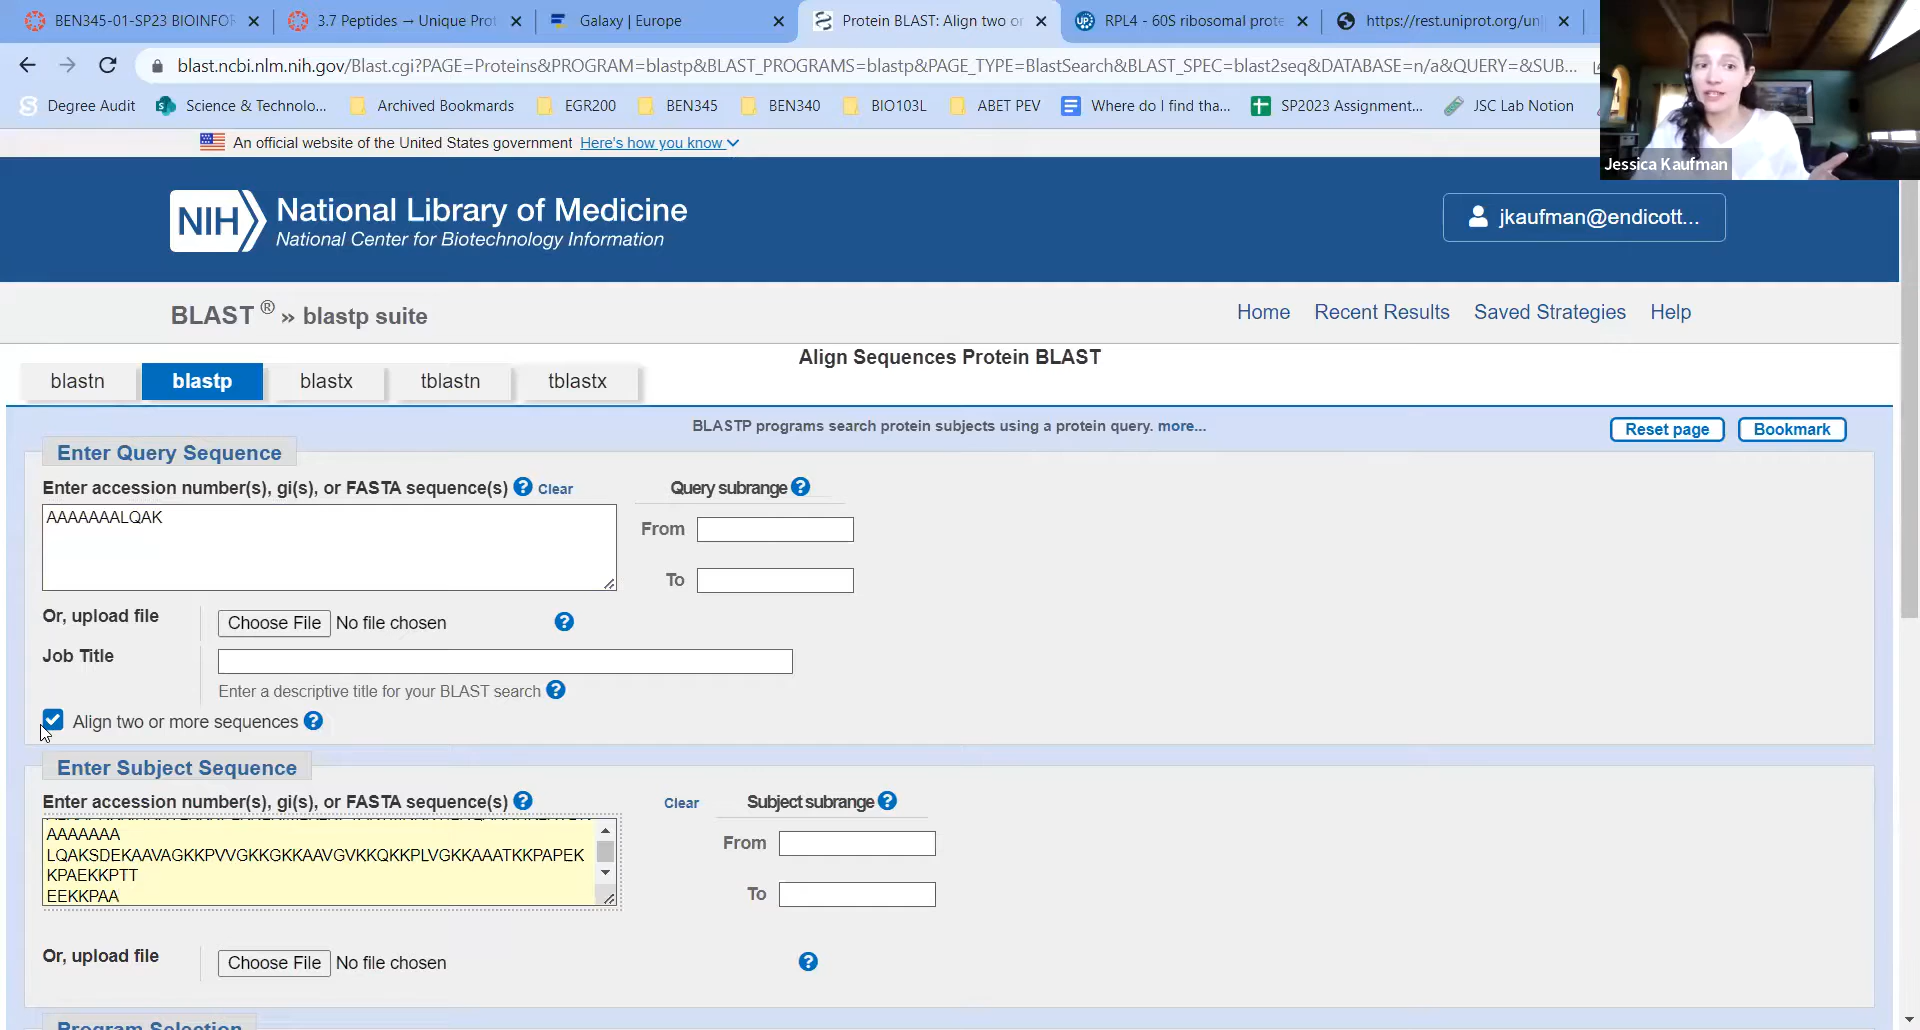 BEN345-01-SP23 BIOINFOR
3.7 Peptides → Unique Prot
Galaxy | Europe
Protein BLAST: Align two or
RPL4 - 60S ribosomal prote
https://rest.uniprot.org/uni
blast.ncbi.nlm.nih.gov/Blast.cgi?PAGE=Proteins&PROGRAM=blastp&BLAST_PROGRAMS=blastp&PAGE_TYPE=BlastSearch&BLAST_SPEC=blast2seq&DATABASE=n/a&QUERY=&SUB...
Degree Audit
Science & Technolo...
Archived Bookmarks
EGR200
BEN345
BEN340
BIO103L
ABET PEV
Where do I find tha...
SP2023 Assignment...
JSC Lab Notion
Jessica Kaufman
An official website of the United States government Here's how you know
NIH National Library of Medicine
National Center for Biotechnology Information
jkaufman@endicott...
BLAST ® » blastp suite
Home
Recent Results
Saved Strategies
Help
Align Sequences Protein BLAST
blastn
blastp
blastx
tblastn
tblastx
BLASTP programs search protein subjects using a protein query. more...
Reset page
Bookmark
Enter Query Sequence
Enter accession number(s), gi(s), or FASTA sequence(s) ? Clear
Query subrange ?
AAAAAAALQAK
From
To
Or, upload file
Choose File No file chosen ?
Job Title
Enter a descriptive title for your BLAST search ?
Align two or more sequences ?
Enter Subject Sequence
Enter accession number(s), gi(s), or FASTA sequence(s) ?
Clear
Subject subrange ?
AAAAAAA
LQAKSDEKAAVAGKKPVVGKKGKKAAVGVKKQKKPLVGKKAAATKKPAPEK
KPAEKKPTT
EEKKPAA
From
To
Or, upload file
Choose File No file chosen ?
Program Selection